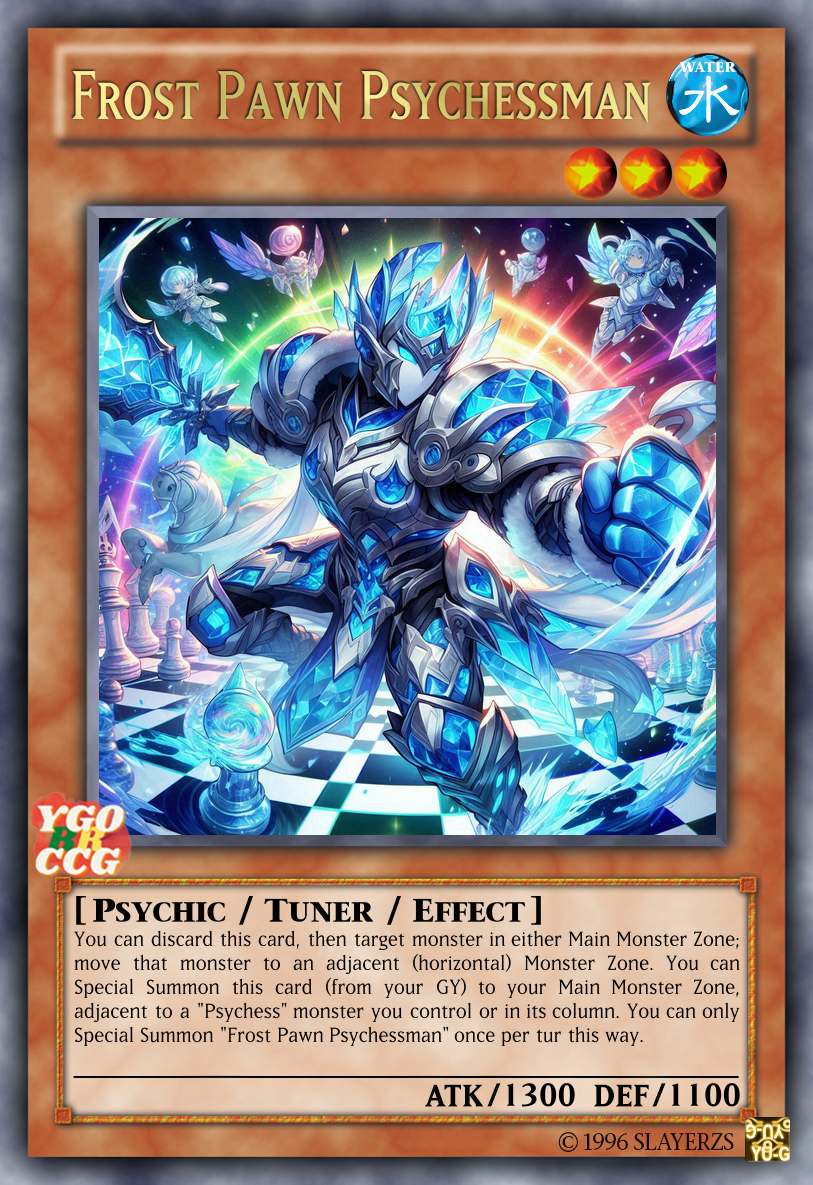 FROST PAWN PSYCHESSMAN
WATER
水
YGO
BR
CCG
[ PSYCHIC / TUNER / EFFECT ]
You can discard this card, then target monster in either Main Monster Zone;
move that monster to an adjacent (horizontal) Monster Zone. You can
Special Summon this card (from your GY) to your Main Monster Zone,
adjacent to a "Psychess" monster you control or in its column. You can only
Special Summon "Frost Pawn Psychessman" once per tur this way.
ATK/1300 DEF/1100
© 1996 SLAYERZS